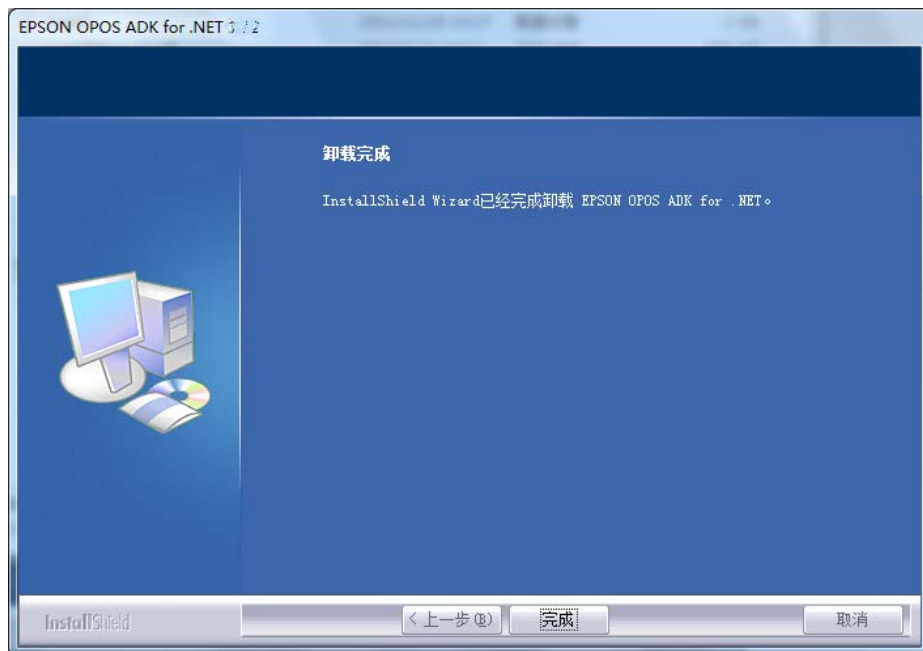 EPSON OPOS ADK for .NET
卸载完成
InstallShield Wizard已经完成卸载 EPSON OPOS ADK for .NET。
InstallShield
< 上一步(B)
完成
取消